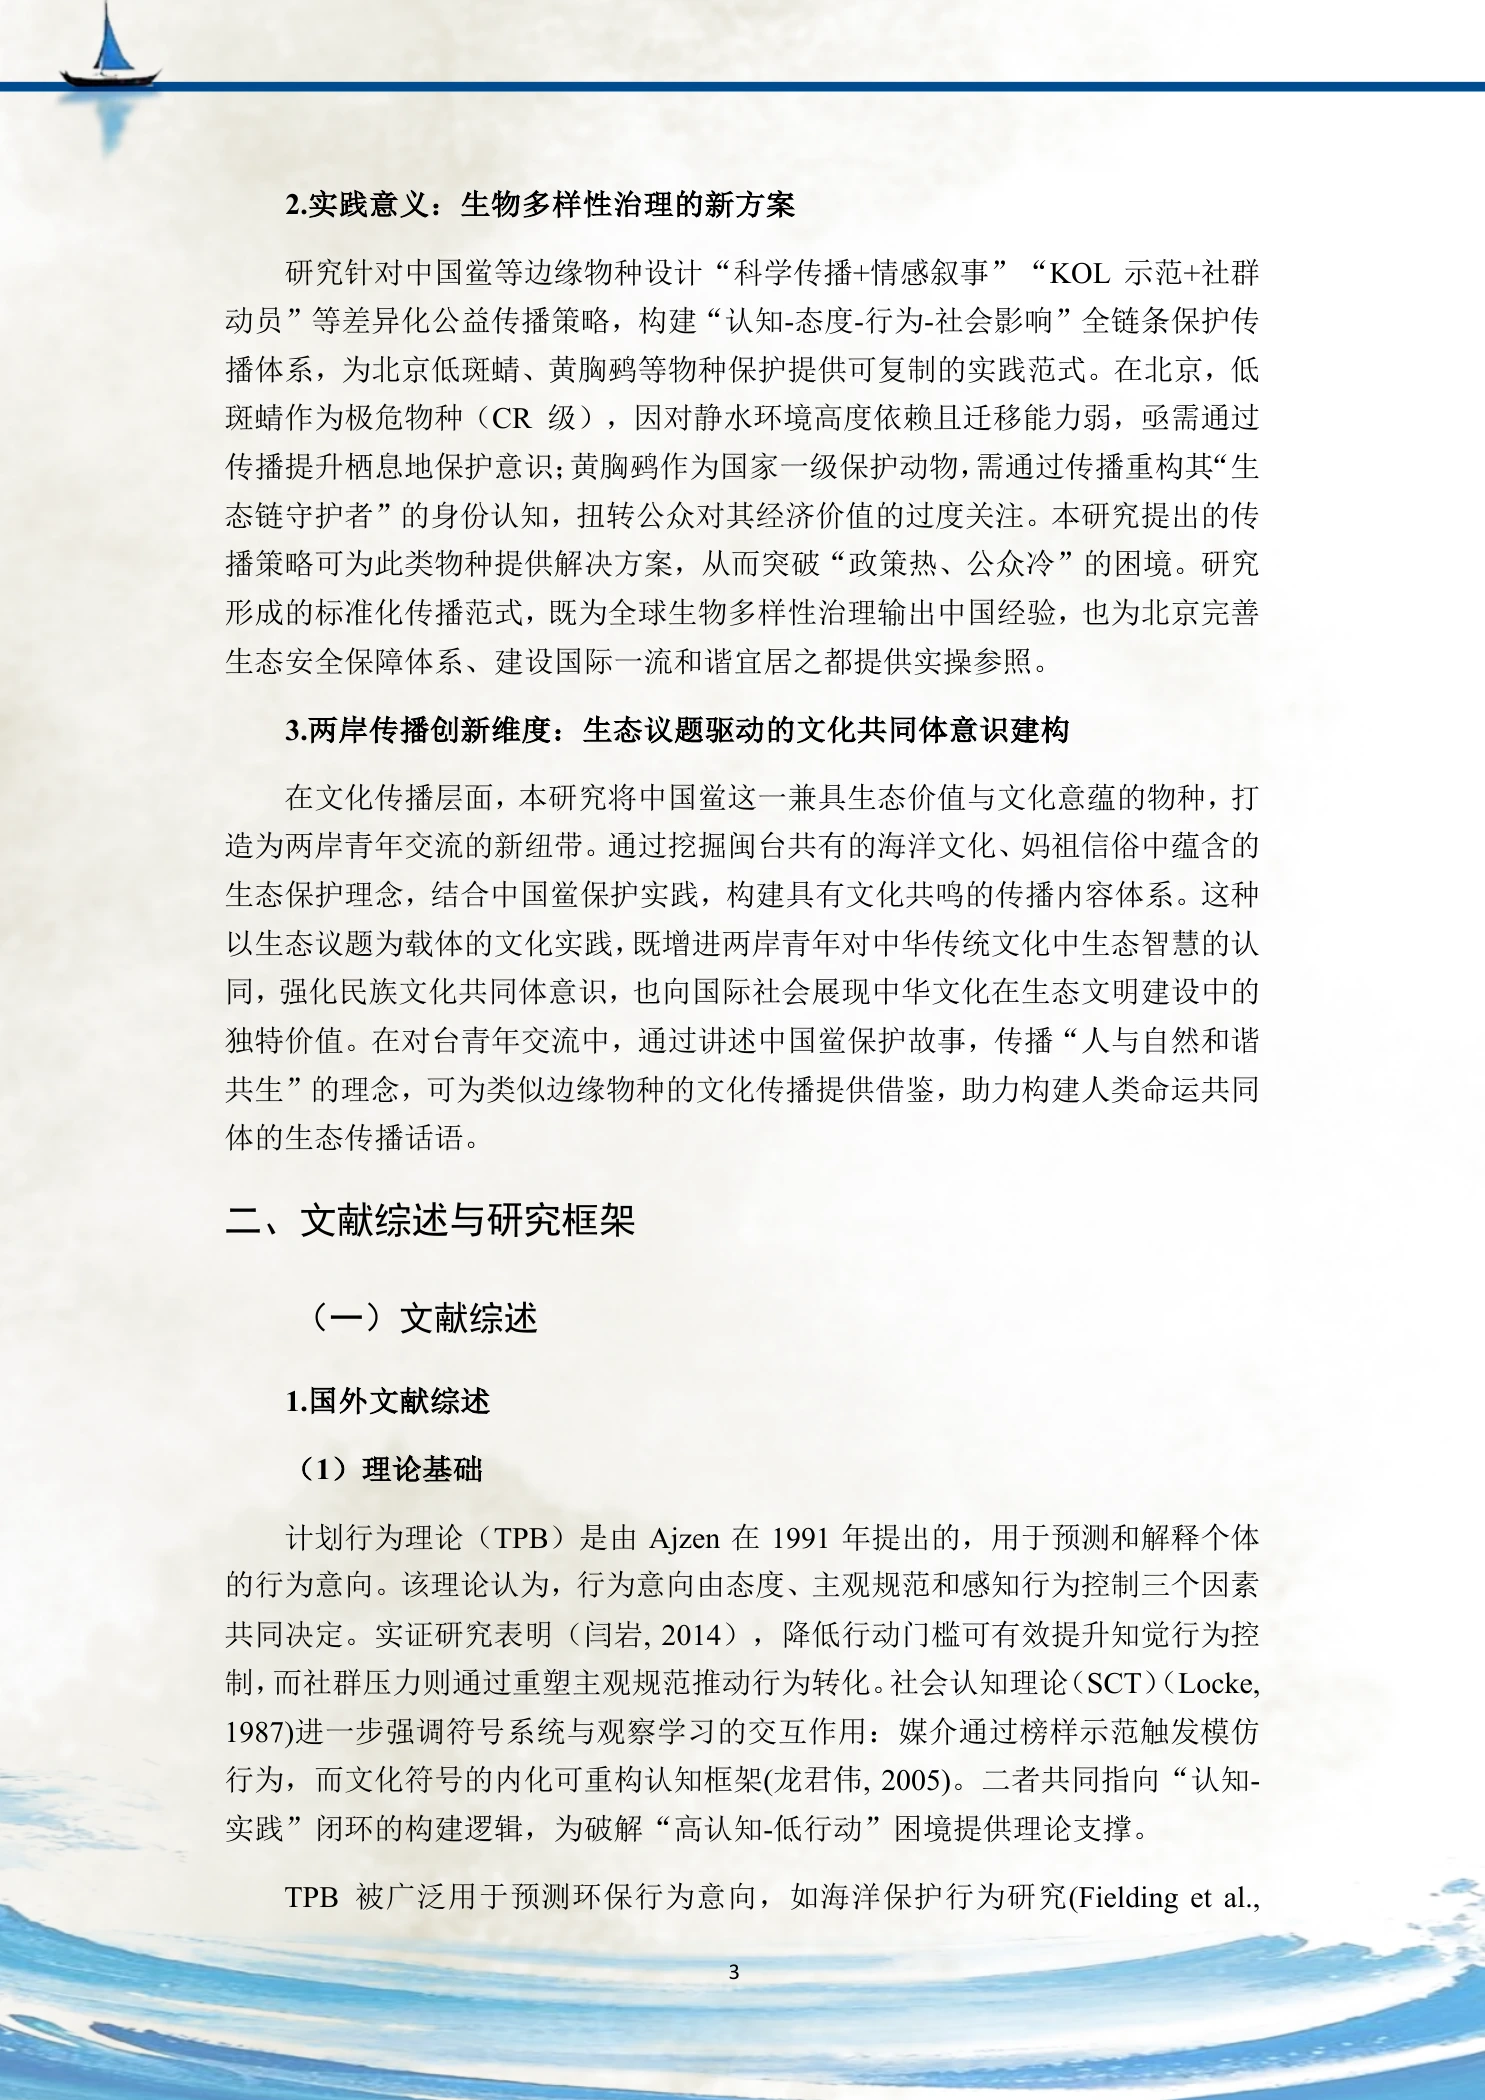 2.实践意义：生物多样性治理的新方案
研究针对中国鲎等边缘物种设计“科学传播+情感叙事”“KOL 示范+社群
动员”等差异化公益传播策略，构建“认知-态度-行为-社会影响”全链条保护传
播体系，为北京低斑蜻、黄胸鹀等物种保护提供可复制的实践范式。在北京，低
斑蜻作为极危物种（CR 级），因对静水环境高度依赖且迁移能力弱，亟需通过
传播提升栖息地保护意识；黄胸鹀作为国家一级保护动物，需通过传播重构其“生
态链守护者”的身份认知，扭转公众对其经济价值的过度关注。本研究提出的传
播策略可为此类物种提供解决方案，从而突破“政策热、公众冷”的困境。研究
形成的标准化传播范式，既为全球生物多样性治理输出中国经验，也为北京完善
生态安全保障体系、建设国际一流和谐宜居之都提供实操参照。
3.两岸传播创新维度：生态议题驱动的文化共同体意识建构
在文化传播层面，本研究将中国鲎这一兼具生态价值与文化意蕴的物种，打
造为两岸青年交流的新纽带。通过挖掘闽台共有的海洋文化、妈祖信俗中蕴含的
生态保护理念，结合中国鲎保护实践，构建具有文化共鸣的传播内容体系。这种
以生态议题为载体的文化实践，既增进两岸青年对中华传统文化中生态智慧的认
同，强化民族文化共同体意识，也向国际社会展现中华文化在生态文明建设中的
独特价值。在对台青年交流中，通过讲述中国鲎保护故事，传播“人与自然和谐
共生”的理念，可为类似边缘物种的文化传播提供借鉴，助力构建人类命运共同
体的生态传播话语。
二、文献综述与研究框架
（一）文献综述
1.国外文献综述
（1）理论基础
计划行为理论（TPB）是由 Ajzen 在 1991 年提出的，用于预测和解释个体
的行为意向。该理论认为，行为意向由态度、主观规范和感知行为控制三个因素
共同决定。实证研究表明（闫岩, 2014），降低行动门槛可有效提升知觉行为控
制，而社群压力则通过重塑主观规范推动行为转化。社会认知理论（SCT）（Locke,
1987)进一步强调符号系统与观察学习的交互作用：媒介通过榜样示范触发模仿
行为，而文化符号的内化可重构认知框架(龙君伟, 2005)。二者共同指向“认知-
实践”闭环的构建逻辑，为破解“高认知-低行动”困境提供理论支撑。
TPB 被广泛用于预测环保行为意向，如海洋保护行为研究(Fielding et al.,
3